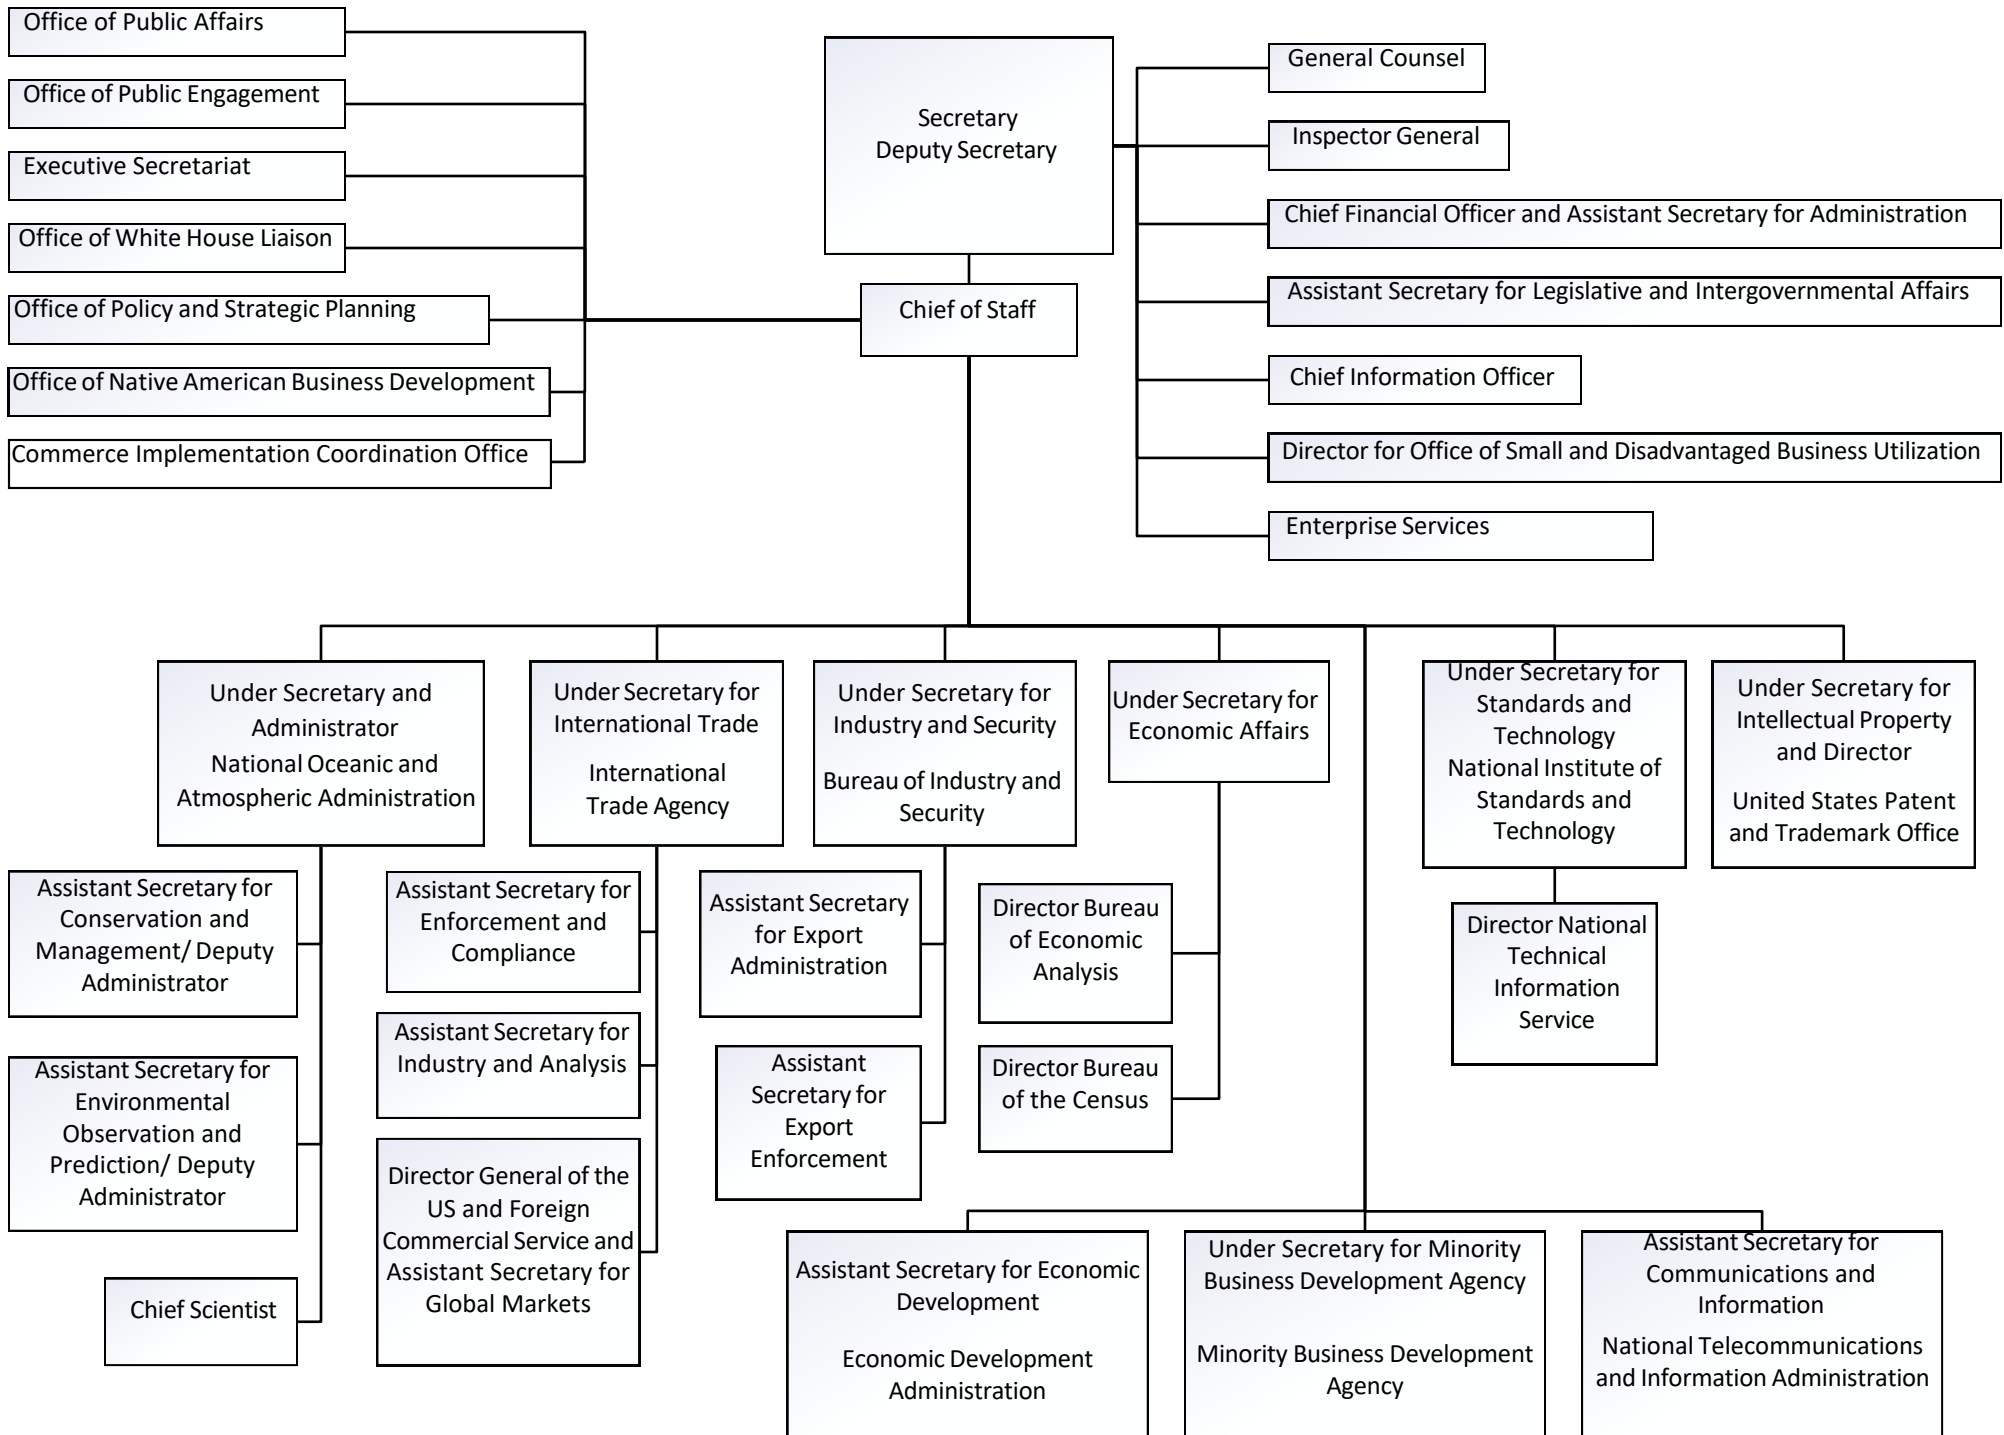 Office of Public Affairs
Office of Public Engagement
Executive Secretariat
Office of White House Liaison
Office of Policy and Strategic Planning
Office of Native American Business Development
Commerce Implementation Coordination Office
Secretary
Deputy Secretary
Chief of Staff
General Counsel
Inspector General
Chief Financial Officer and Assistant Secretary for Administration
Assistant Secretary for Legislative and Intergovernmental Affairs
Chief Information Officer
Director for Office of Small and Disadvantaged Business Utilization
Enterprise Services
Under Secretary and
Administrator
National Oceanic and
Atmospheric Administration
Under Secretary for
International Trade
International
Trade Agency
Under Secretary for
Industry and Security
Bureau of Industry and
Security
Under Secretary for
Economic Affairs
Under Secretary for
Standards and
Technology
National Institute of
Standards and
Technology
Under Secretary for
Intellectual Property
and Director
United States Patent
and Trademark Office
Assistant Secretary for
Conservation and
Management/ Deputy
Administrator
Assistant Secretary for
Environmental
Observation and
Prediction/ Deputy
Administrator
Chief Scientist
Assistant Secretary for
Enforcement and
Compliance
Assistant Secretary for
Industry and Analysis
Director General of the
US and Foreign
Commercial Service and
Assistant Secretary for
Global Markets
Assistant Secretary
for Export
Administration
Assistant
Secretary for
Export
Enforcement
Director Bureau
of Economic
Analysis
Director Bureau
of the Census
Director National
Technical
Information
Service
Assistant Secretary for Economic
Development
Economic Development
Administration
Under Secretary for Minority
Business Development Agency
Minority Business Development
Agency
Assistant Secretary for
Communications and
Information
National Telecommunications
and Information Administration